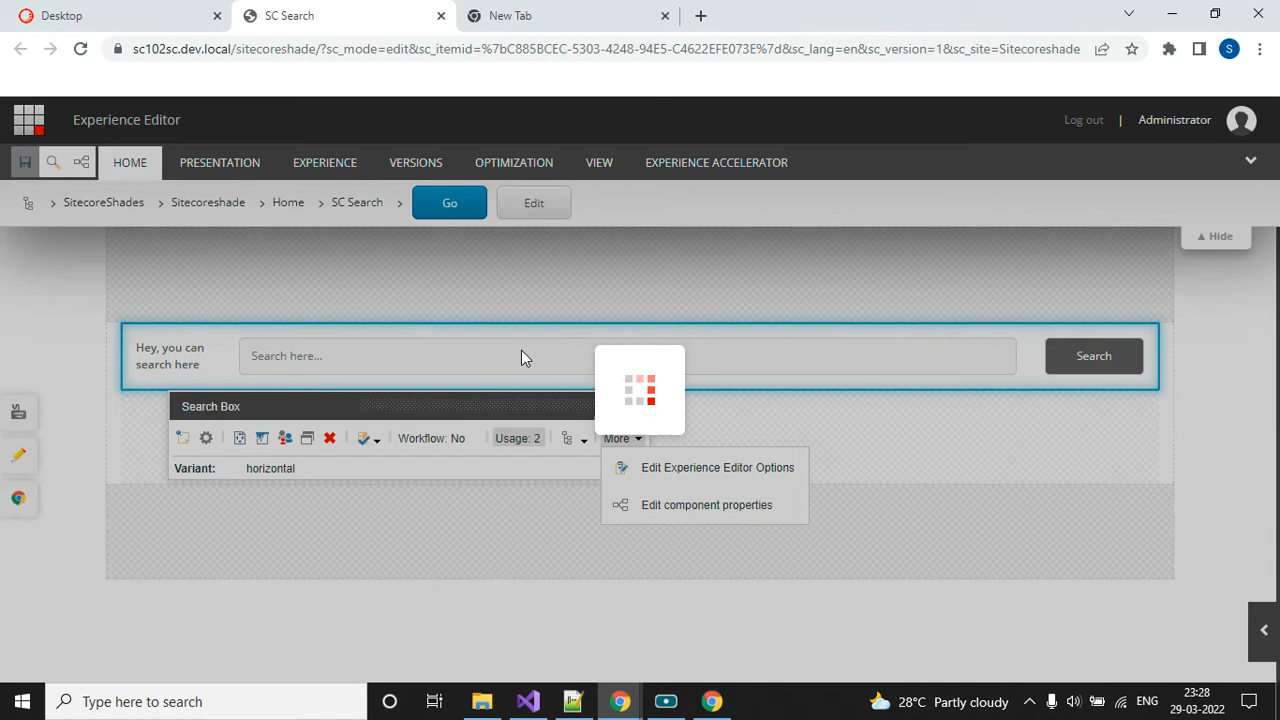 Desktop
SC Search
New Tab
sc102sc.dev.local/sitecoreshade/?sc_mode=edit&sc_itemid=%7bC885BCEC-5303-4248-94E5-C4622EFE073E%7d&sc_lang=en&sc_version=1&sc_site=Sitecoreshade
S
Experience Editor
Log out | Administrator
HOME PRESENTATION EXPERIENCE VERSIONS OPTIMIZATION VIEW EXPERIENCE ACCELERATOR
SitecoreShades Sitecoreshade Home SC Search Go Edit
▲ Hide
Hey, you can
search here
Search here...
Search
Search Box
Workflow: No Usage: 2 More
Variant: horizontal
Edit Experience Editor Options
Edit component properties
Type here to search
28°C Partly cloudy
ENG
23:28
29-03-2022